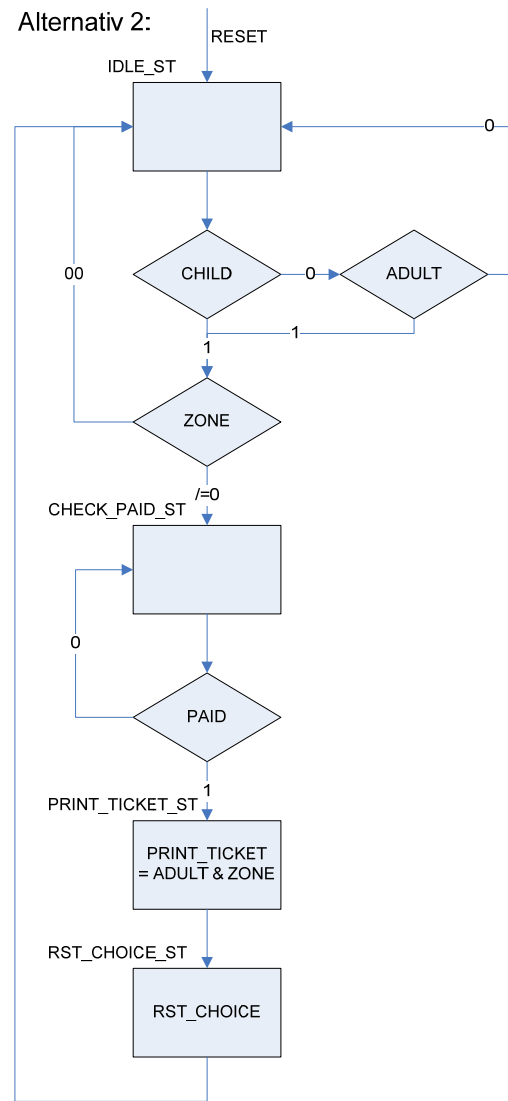 Alternativ 2:
RESET
IDLE_ST
0
CHILD
0
ADULT
00
1
1
ZONE
/=0
CHECK_PAID_ST
0
PAID
1
PRINT_TICKET_ST
PRINT_TICKET
= ADULT & ZONE
RST_CHOICE_ST
RST_CHOICE